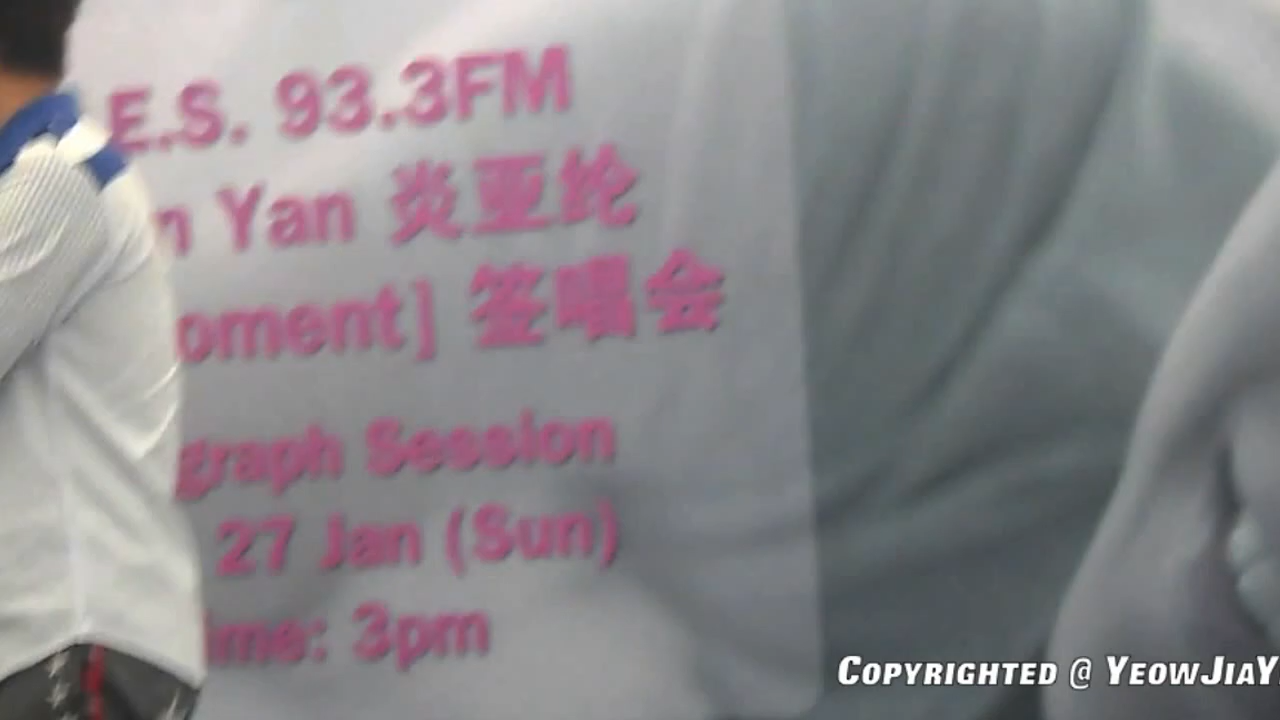 E.S. 93.3FM
n Yan 炎亚纶
oment] 签唱会
graph Session
27 Jan (Sun)
ime: 3pm
COPYRIGHTED @ YEOWJIAY